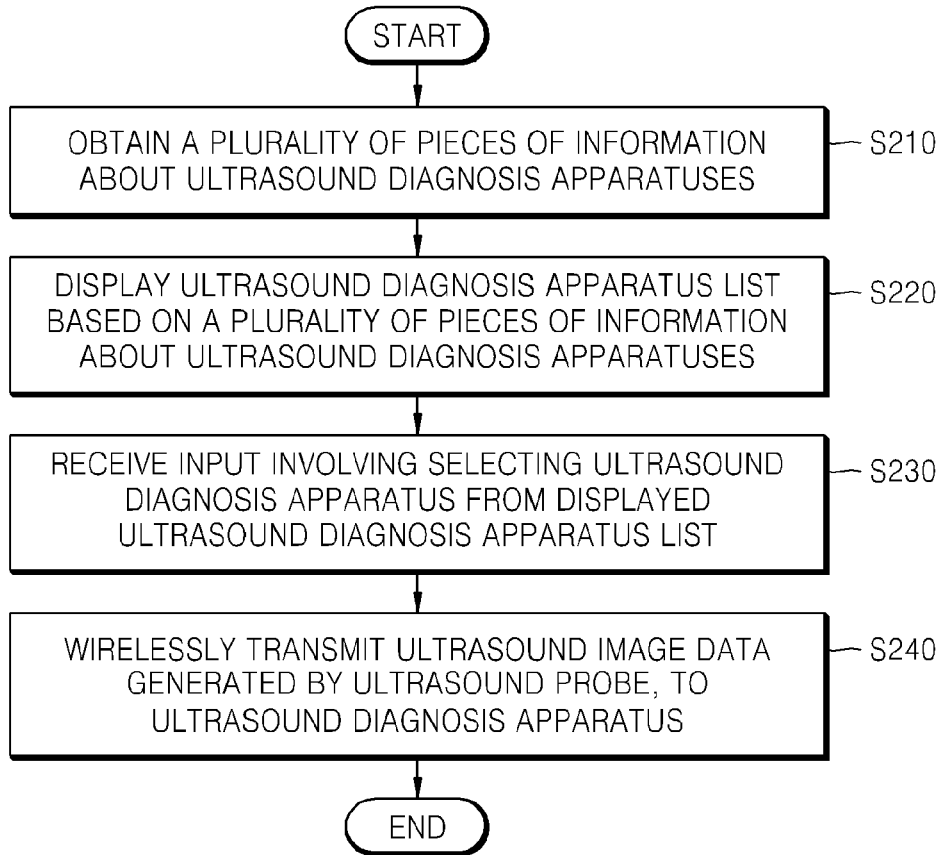 START
OBTAIN A PLURALITY OF PIECES OF INFORMATION
ABOUT ULTRASOUND DIAGNOSIS APPARATUSES
S210
DISPLAY ULTRASOUND DIAGNOSIS APPARATUS LIST
BASED ON A PLURALITY OF PIECES OF INFORMATION
ABOUT ULTRASOUND DIAGNOSIS APPARATUSES
S220
RECEIVE INPUT INVOLVING SELECTING ULTRASOUND
DIAGNOSIS APPARATUS FROM DISPLAYED
ULTRASOUND DIAGNOSIS APPARATUS LIST
S230
WIRELESSLY TRANSMIT ULTRASOUND IMAGE DATA
GENERATED BY ULTRASOUND PROBE, TO
ULTRASOUND DIAGNOSIS APPARATUS
S240
END